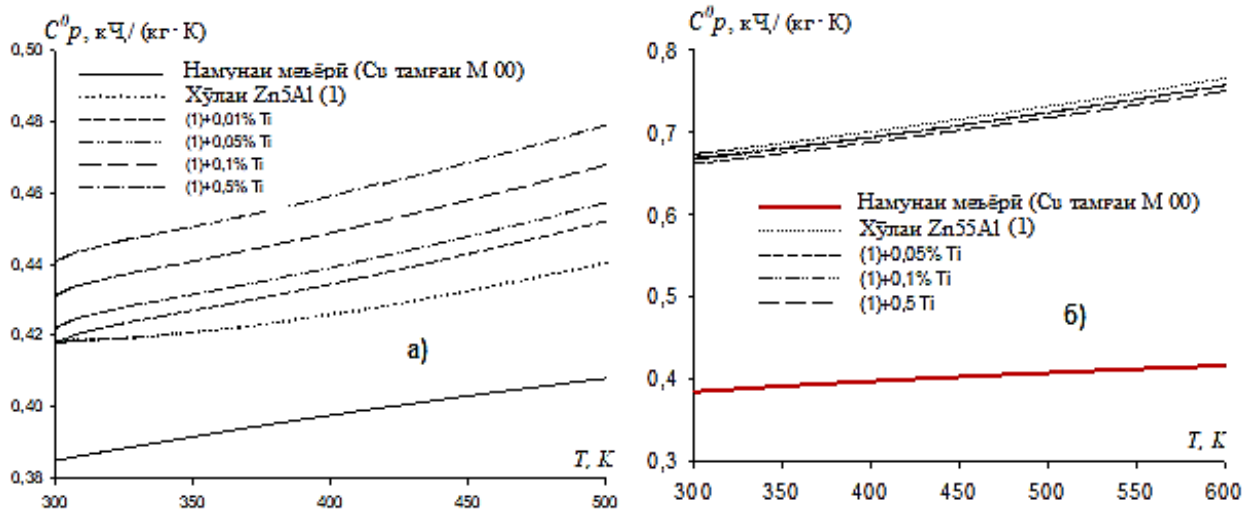 C⁰p, кҶ/ (кг · К)
0,50
0,48
0,46
0,44
0,42
0,40
0,38
300
350
400
450
500
Намунаи меъёрӣ (Cu тамғаи М 00)
Хӯлаи Zn5Al (1)
(1)+0,01% Ti
(1)+0,05% Ti
(1)+0,1% Ti
(1)+0,5% Ti
а)
T, K
C⁰p, кҶ/ (кг · К)
0,8
0,7
0,6
0,5
0,4
0,3
300
350
400
450
500
550
600
Намунаи меъёрӣ (Cu тамғаи М 00)
Хӯлаи Zn55Al (1)
(1)+0,05% Ti
(1)+0,1% Ti
(1)+0,5 Ti
б)
T, K